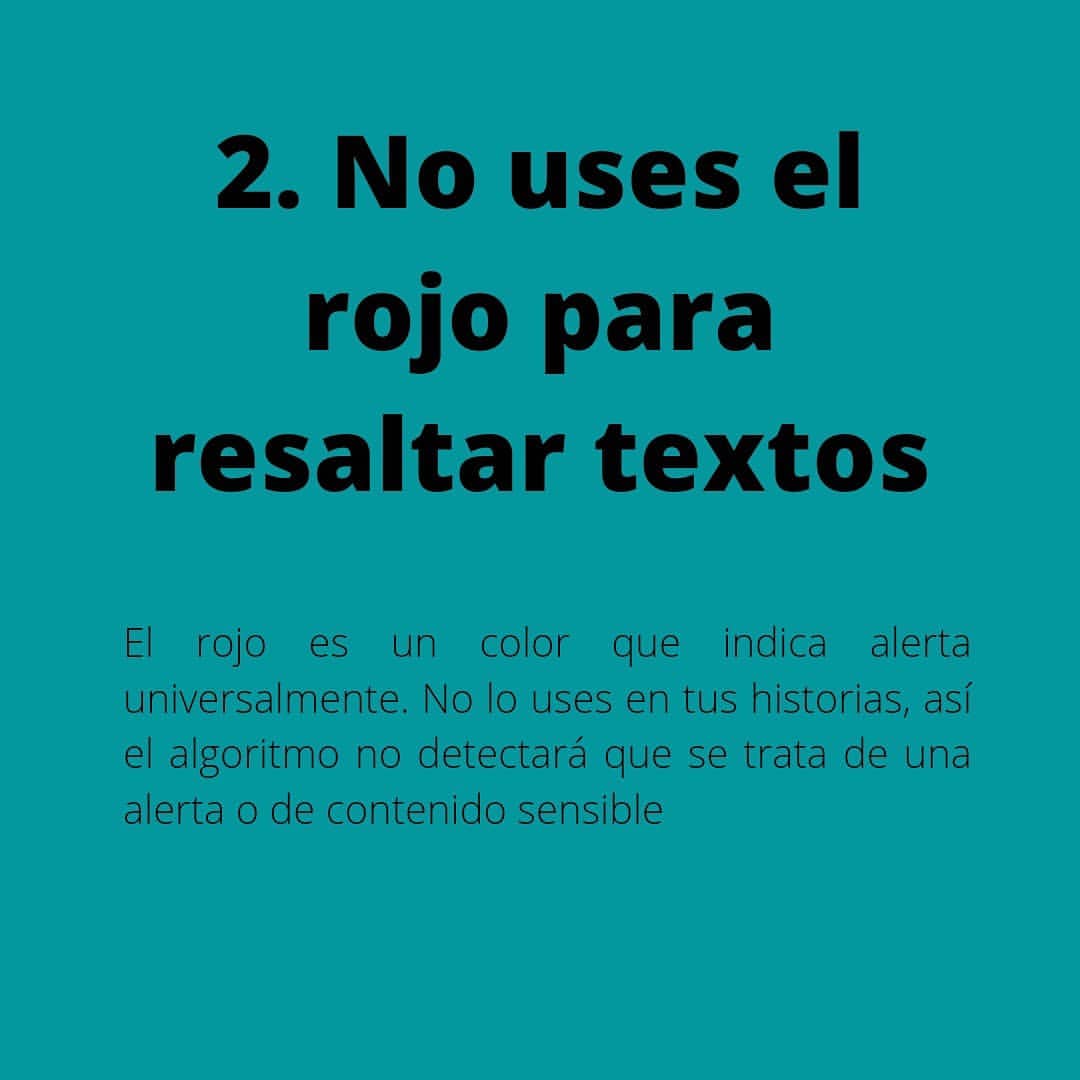 2. No uses el
rojo para
resaltar textos
El rojo es un color que indica alerta
universalmente. No lo uses en tus historias, así
el algoritmo no detectará que se trata de una
alerta o de contenido sensible